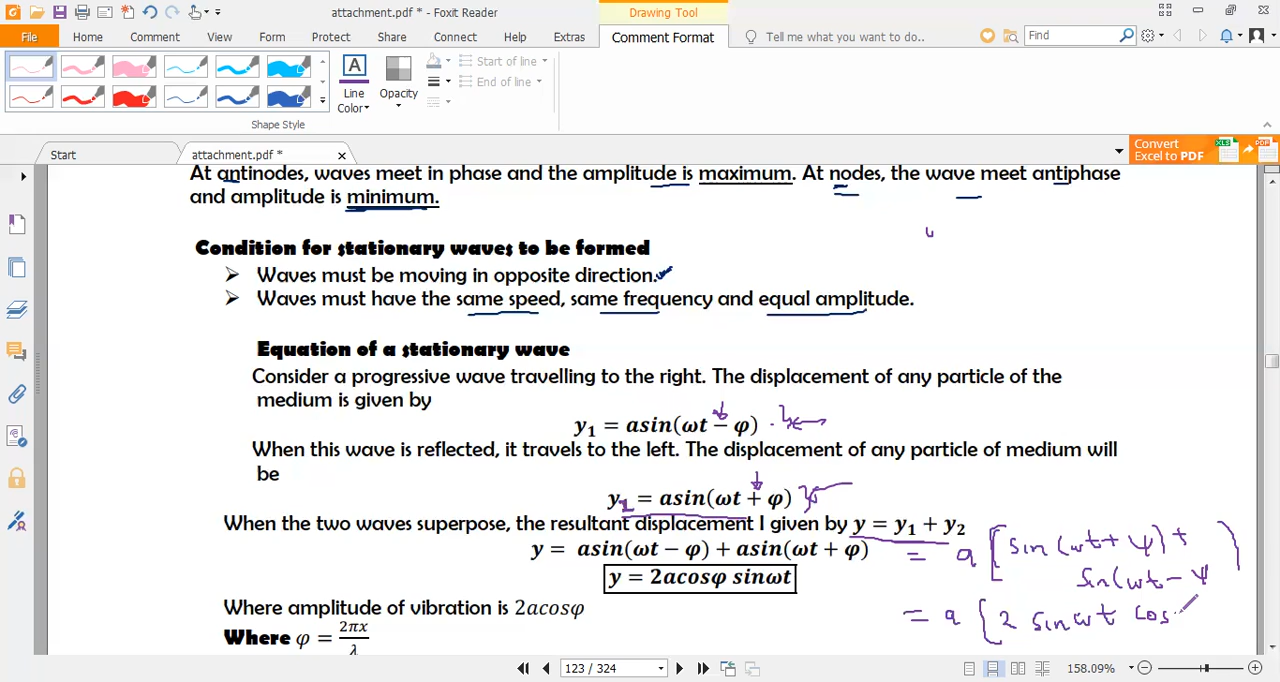 attachment.pdf * - Foxit Reader
Drawing Tool
File Home Comment View Form Protect Share Connect Help Extras Comment Format Tell me what you want to do.. Find
Line Color Opacity Start of line End of line
Shape Style
Start attachment.pdf * Convert Excel to PDF
At antinodes, waves meet in phase and the amplitude is maximum. At nodes, the wave meet antiphase
and amplitude is minimum.
Condition for stationary waves to be formed
➢ Waves must be moving in opposite direction.
➢ Waves must have the same speed, same frequency and equal amplitude.
Equation of a stationary wave
Consider a progressive wave travelling to the right. The displacement of any particle of the
medium is given by
y₁ = asin(ωt − φ)
When this wave is reflected, it travels to the left. The displacement of any particle of medium will
be
y₂ = asin(ωt + φ)
When the two waves superpose, the resultant displacement I given by y = y₁ + y₂
y = asin(ωt − φ) + asin(ωt + φ) = a [ sin (ωt + ψ) +
sin(ωt − ψ
y = 2acosφ sinωt
Where amplitude of vibration is 2acosφ = a [ 2 sin ωt cos
Where φ = 2πx / λ
123 / 324 158.09%